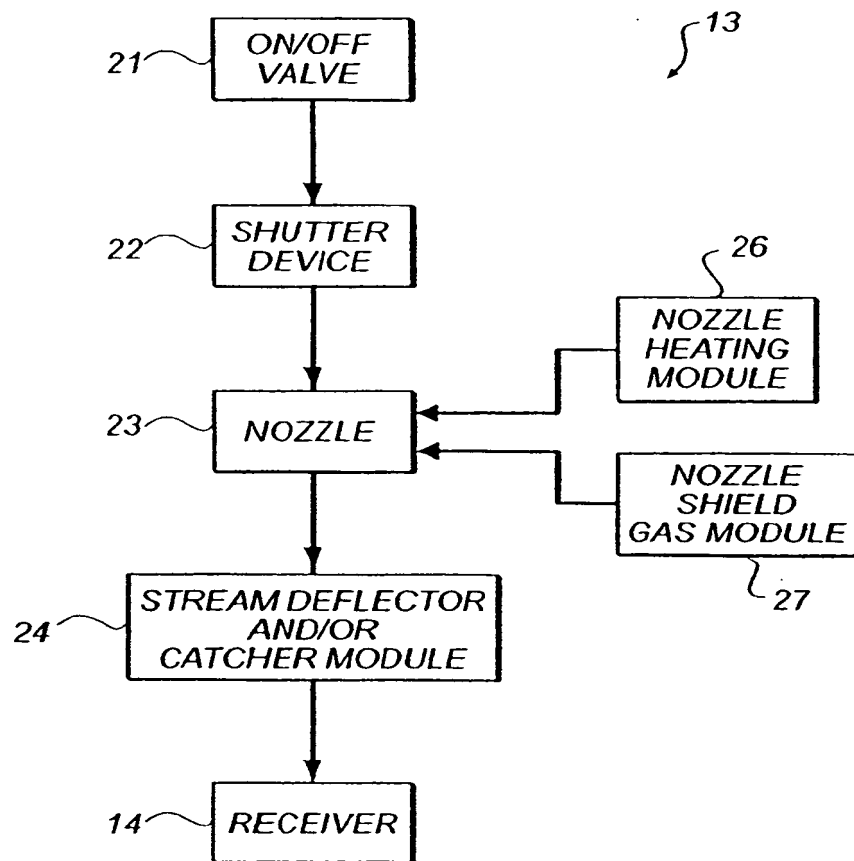 13
21
ON/OFF
VALVE
22
SHUTTER
DEVICE
26
NOZZLE
HEATING
MODULE
23
NOZZLE
NOZZLE
SHIELD
GAS MODULE
27
24
STREAM DEFLECTOR
AND/OR
CATCHER MODULE
14
RECEIVER